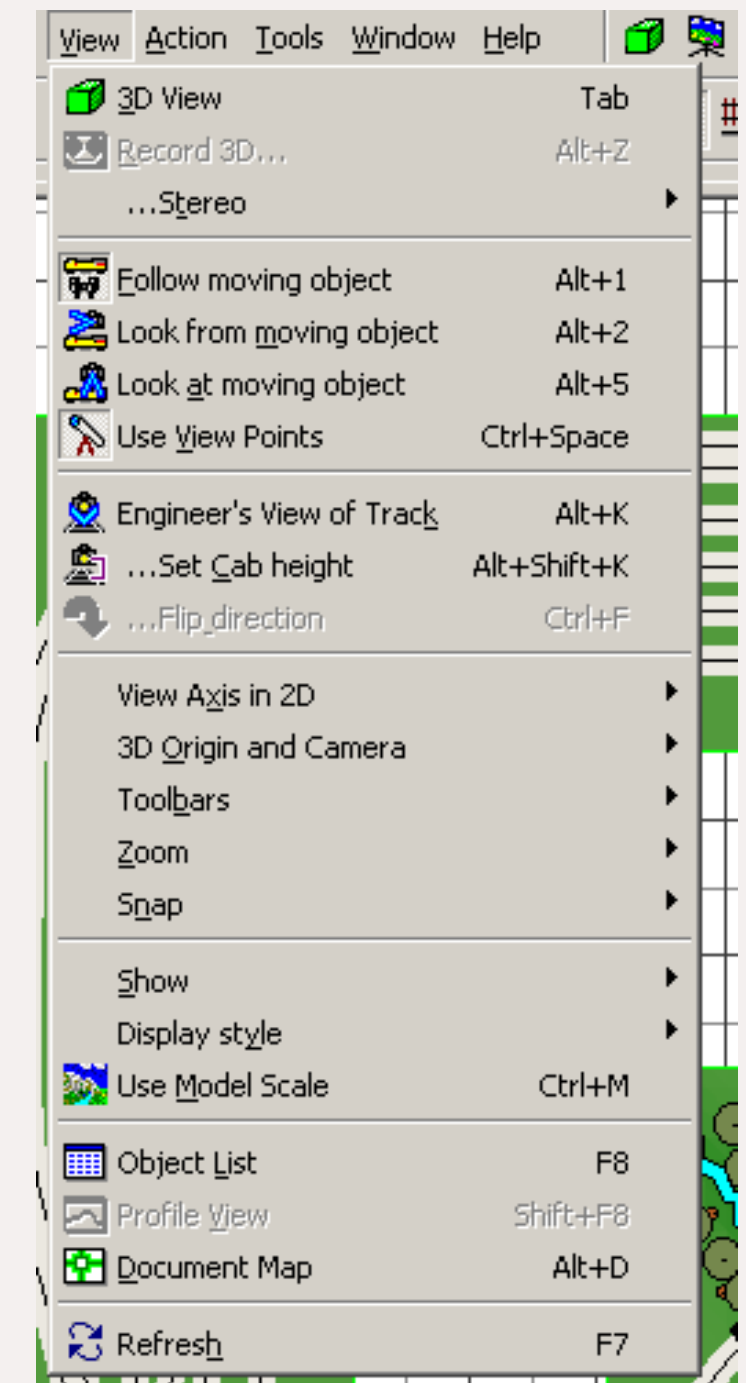 View Action Tools Window Help
3D View Tab
Record 3D... Alt+Z
...Stereo
Follow moving object Alt+1
Look from moving object Alt+2
Look at moving object Alt+5
Use View Points Ctrl+Space
Engineer's View of Track Alt+K
...Set Cab height Alt+Shift+K
...Flip direction Ctrl+F
View Axis in 2D
3D Origin and Camera
Toolbars
Zoom
Snap
Show
Display style
Use Model Scale Ctrl+M
Object List F8
Profile View Shift+F8
Document Map Alt+D
Refresh F7